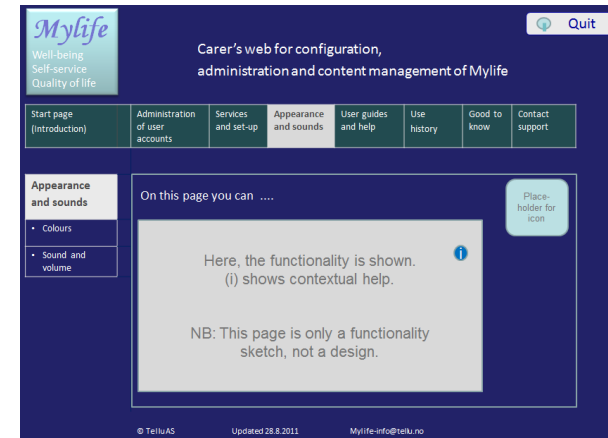 Mylife
Well-being
Self-service
Quality of life
Carer's web for configuration,
administration and content management of Mylife
Quit
Start page
(Introduction)
Administration
of user
accounts
Services
and set-up
Appearance
and sounds
User guides
and help
Use
history
Good to
know
Contact
support
Appearance
and sounds
• Colours
• Sound and
volume
On this page you can ....
Place-
holder for
icon
Here, the functionality is shown.
(i) shows contextual help.
i
NB: This page is only a functionality
sketch, not a design.
© Tellu AS
Updated 28.8.2011
Mylife-info@tellu.no